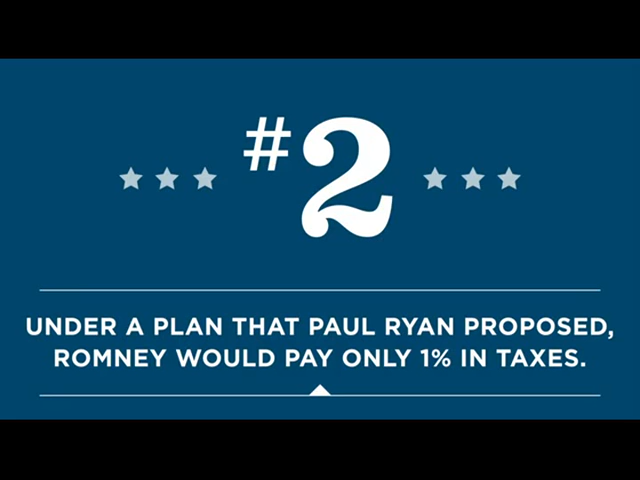 #2
UNDER A PLAN THAT PAUL RYAN PROPOSED,
ROMNEY WOULD PAY ONLY 1% IN TAXES.